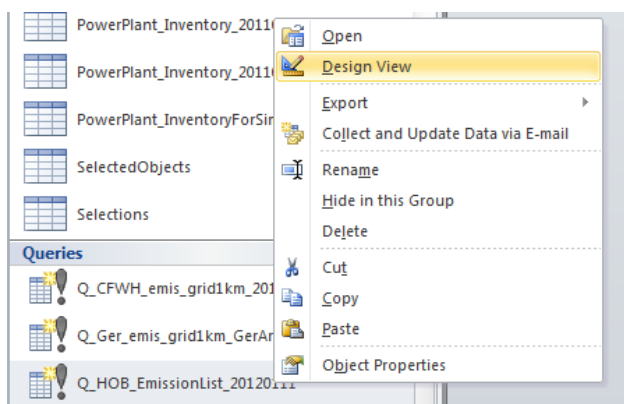 PowerPlant_Inventory_2011
PowerPlant_Inventory_2011
PowerPlant_InventoryForSi
SelectedObjects
Selections
Queries
Q_CFWH_emis_grid1km_201
Q_Ger_emis_grid1km_GerAr
Q_HOB_EmissionList_20120111
Open
Design View
Export
Collect and Update Data via E-mail
Rename
Hide in this Group
Delete
Cut
Copy
Paste
Object Properties